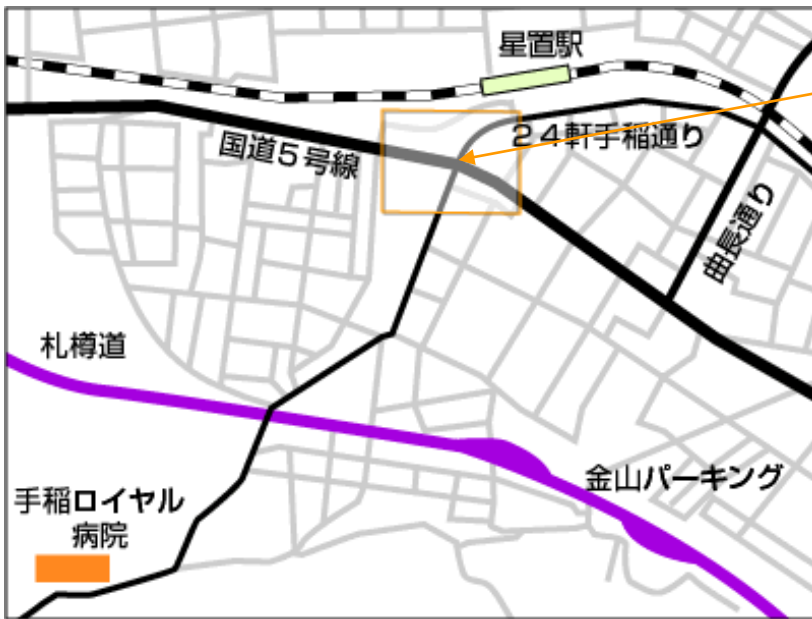 星置駅
24軒手稲通り
国道5号線
曲長通り
札樽道
金山パーキング
手稲ロイヤル
病院